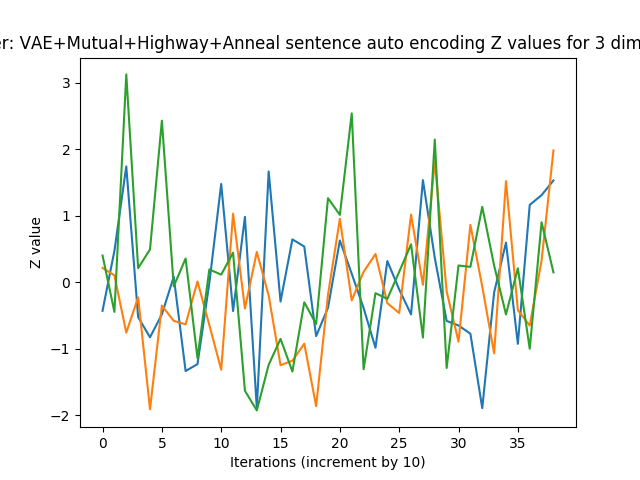 er: VAE+Mutual+Highway+Anneal sentence auto encoding Z values for 3 dim
3
2
1
0
−1
−2
Z value
0 5 10 15 20 25 30 35
Iterations (increment by 10)